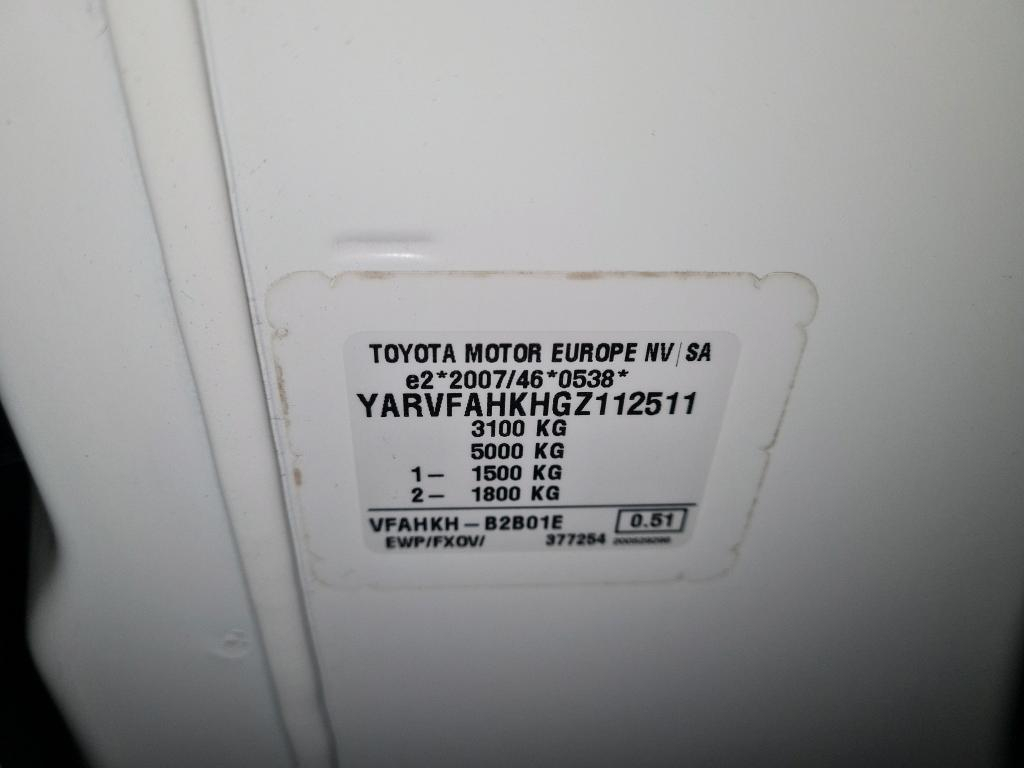 TOYOTA MOTOR EUROPE NV/SA
e2*2007/46*0538*
YARVFAHKHGZ112511
3100 KG
5000 KG
1– 1500 KG
2– 1800 KG
VFAHKH–B2B01E 0.51
EWP/FXOV/ 377254